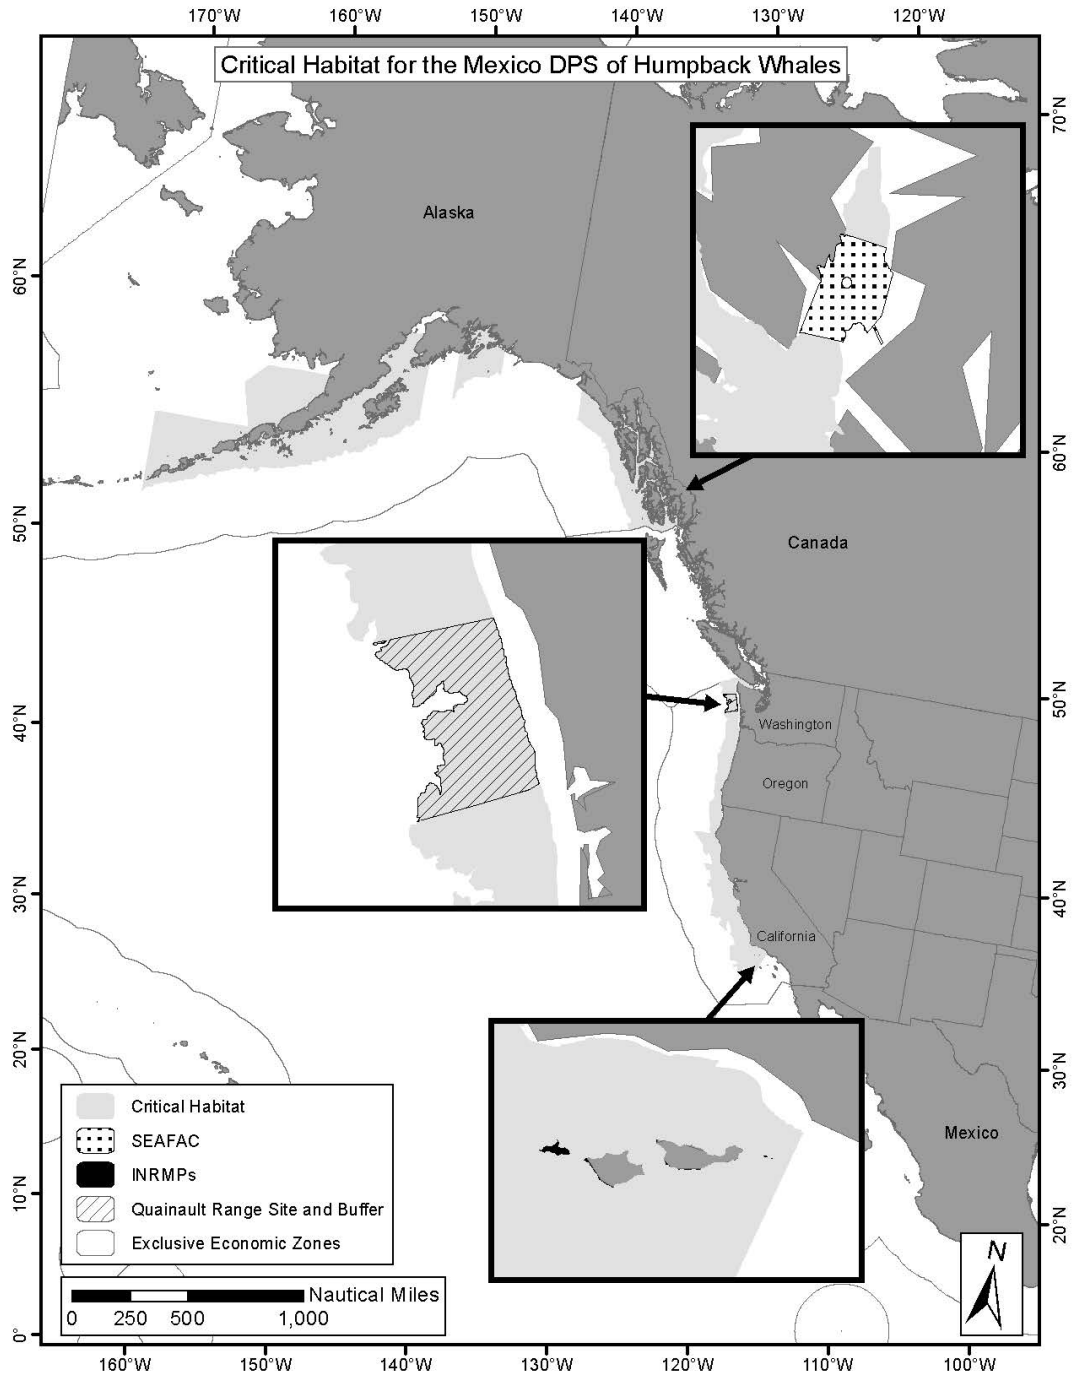 170°W 160°W 150°W 140°W 130°W 120°W
Critical Habitat for the Mexico DPS of Humpback Whales
70°N
Alaska
60°N
60°N
50°N
Canada
50°N
40°N
Washington
Oregon
30°N
40°N
California
20°N
30°N
Critical Habitat
SEAFAC
Mexico
INRMPs
10°N
Quainault Range Site and Buffer
20°N
Exclusive Economic Zones
N
Nautical Miles
0 250 500 1,000
0°
160°W 150°W 140°W 130°W 120°W 110°W 100°W